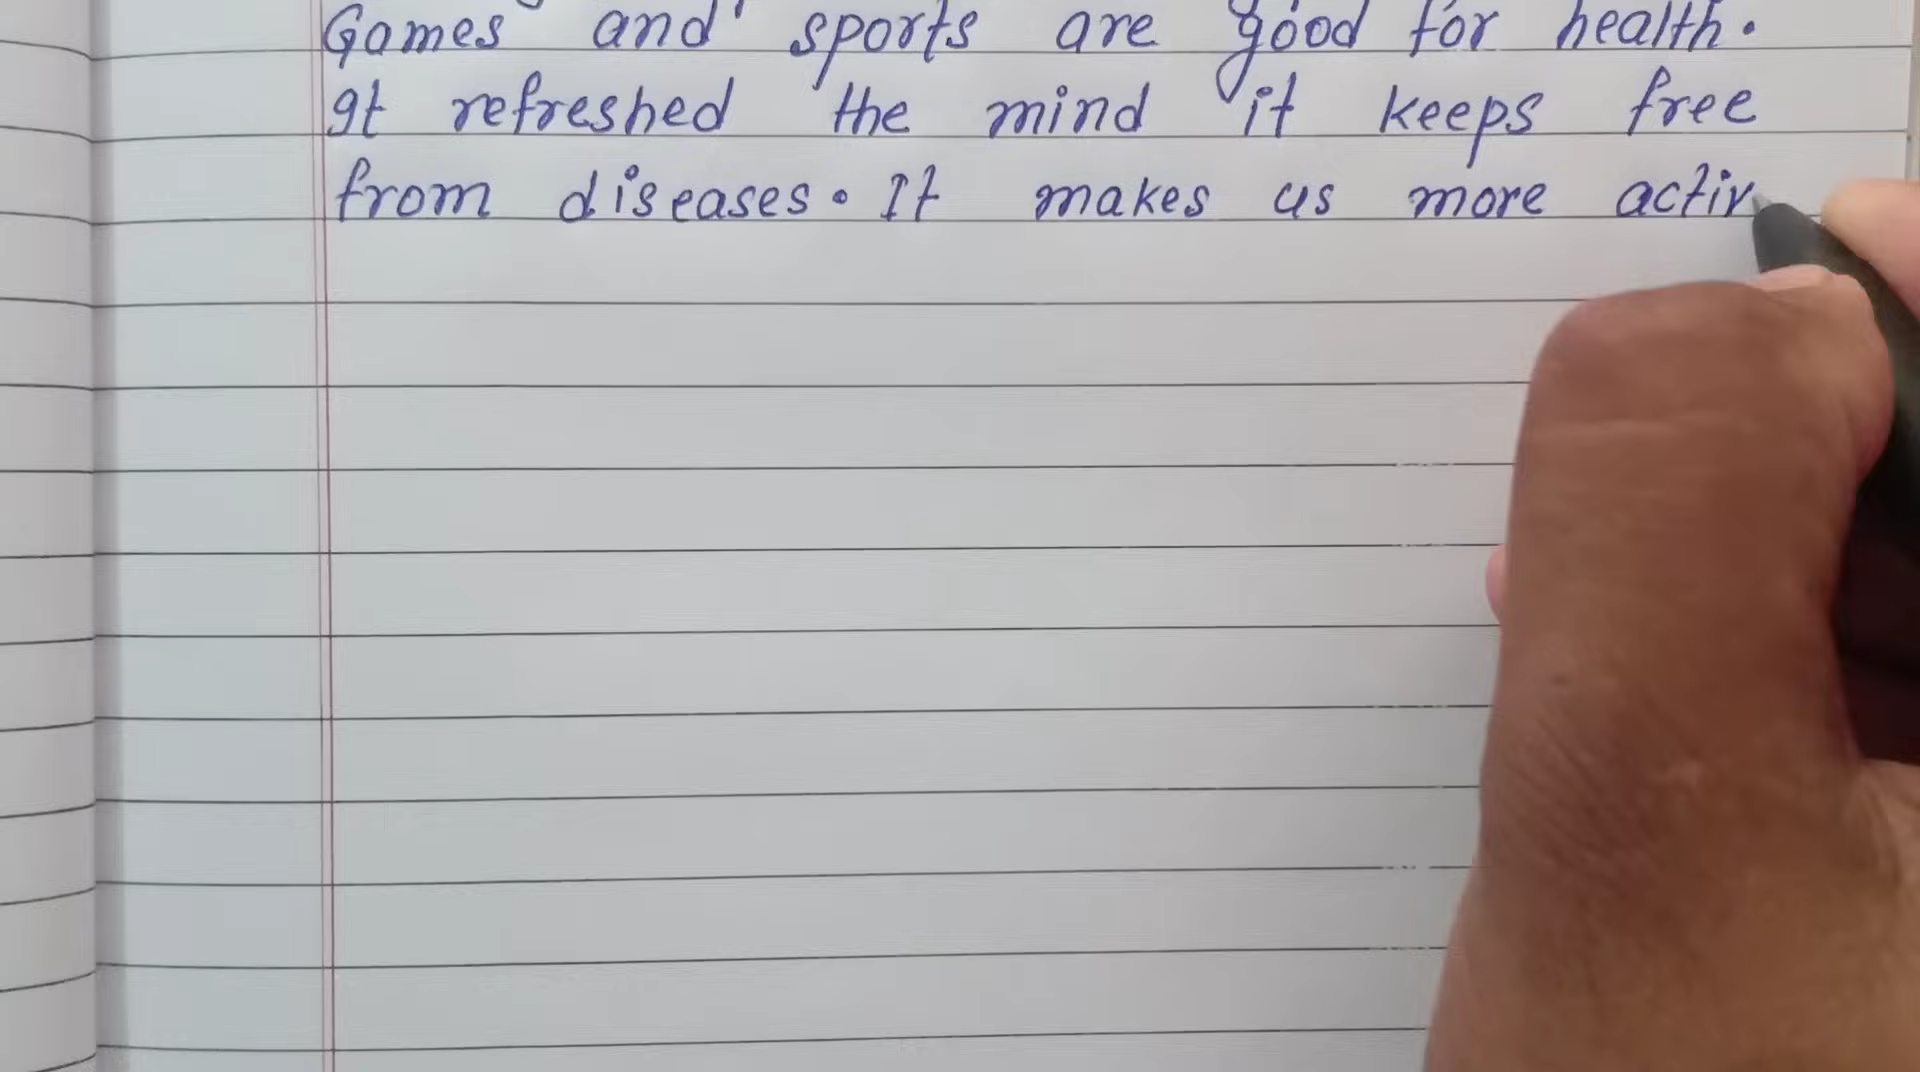 Games and sports are good for health.
It refreshed the mind it keeps free
from diseases. It makes us more activ